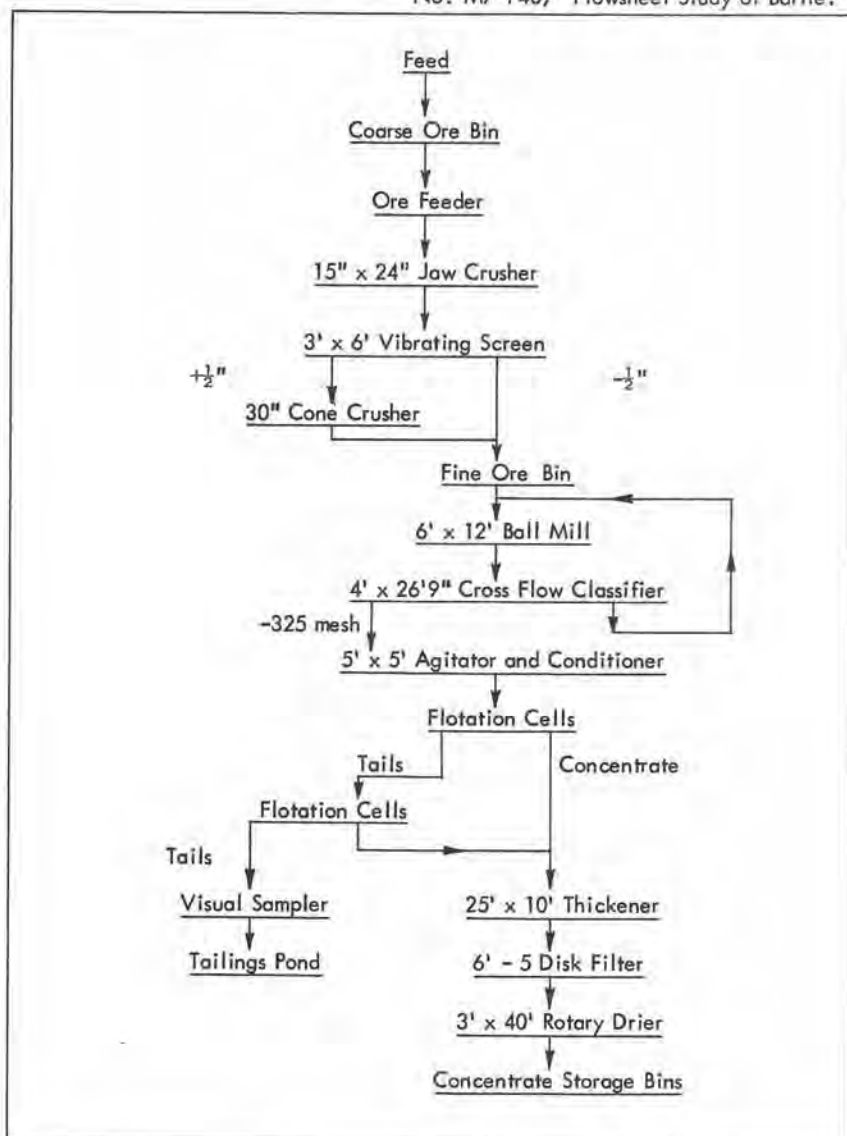 Feed
Coarse Ore Bin
Ore Feeder
15" x 24" Jaw Crusher
3' x 6' Vibrating Screen
+½" -½"
30" Cone Crusher
Fine Ore Bin
6' x 12' Ball Mill
4' x 26'9" Cross Flow Classifier
-325 mesh
5' x 5' Agitator and Conditioner
Flotation Cells
Tails Concentrate
Flotation Cells
Tails
Visual Sampler 25' x 10' Thickener
Tailings Pond 6' - 5 Disk Filter
3' x 40' Rotary Drier
Concentrate Storage Bins